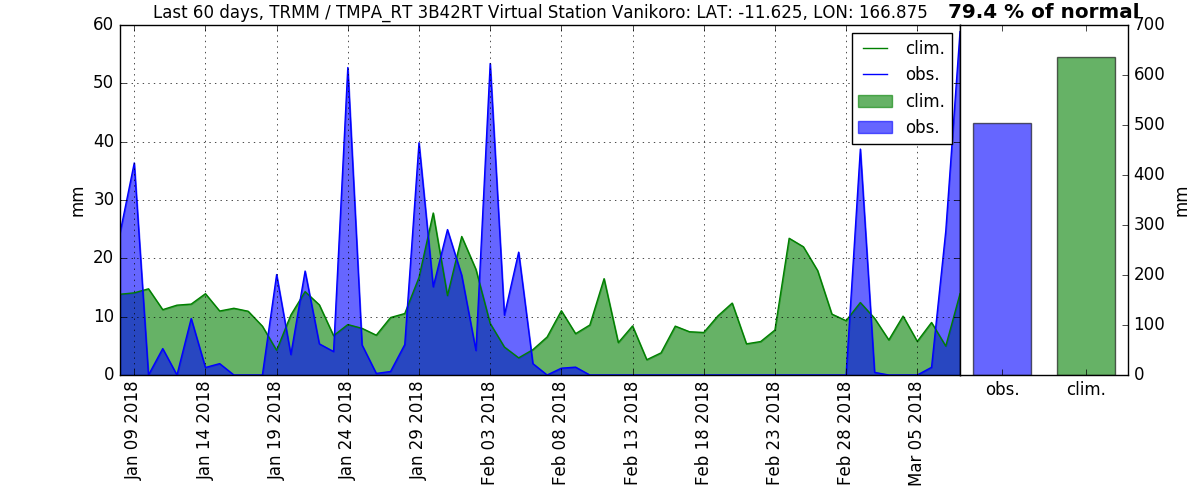 Last 60 days, TRMM / TMPA_RT 3B42RT Virtual Station Vanikoro: LAT: -11.625, LON: 166.875
79.4 % of normal
60
50
40
30
20
10
0
mm
clim.
obs.
clim.
obs.
700
600
500
400
300
200
100
0
mm
Jan 09 2018
Jan 14 2018
Jan 19 2018
Jan 24 2018
Jan 29 2018
Feb 03 2018
Feb 08 2018
Feb 13 2018
Feb 18 2018
Feb 23 2018
Feb 28 2018
Mar 05 2018
obs.
clim.